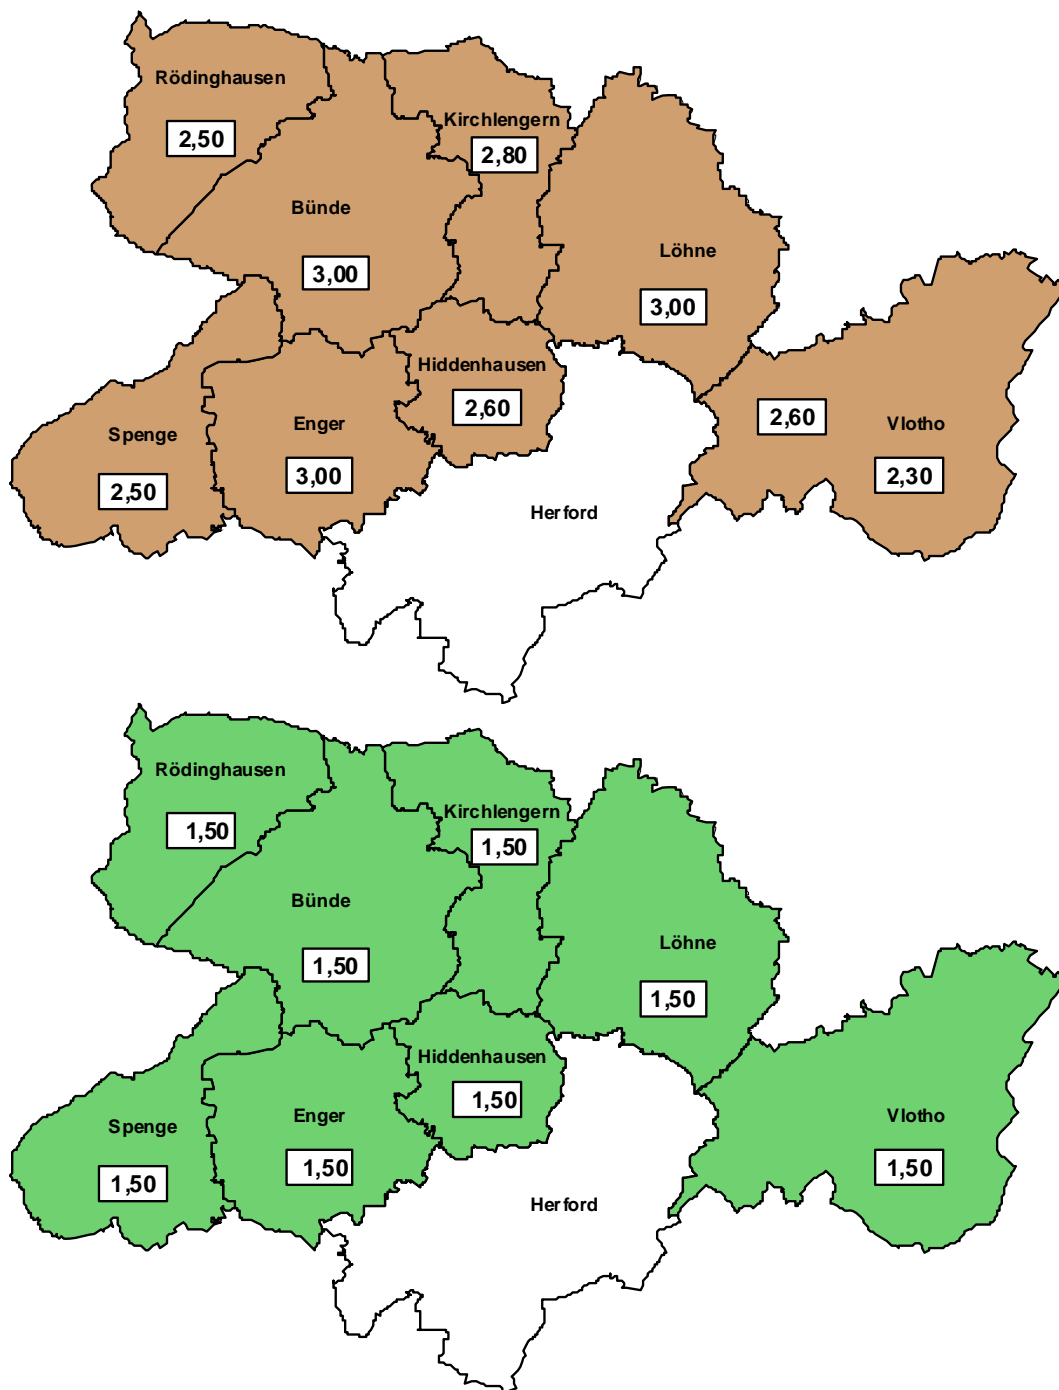 Rödinghausen
2,50
Kirchlengern
2,80
Bünde
3,00
Löhne
3,00
Hiddenhausen
2,60
Spenge
2,50
Enger
3,00
2,60
Vlotho
2,30
Herford
Rödinghausen
1,50
Kirchlengern
1,50
Bünde
1,50
Löhne
1,50
Hiddenhausen
1,50
Spenge
1,50
Enger
1,50
Vlotho
1,50
Herford